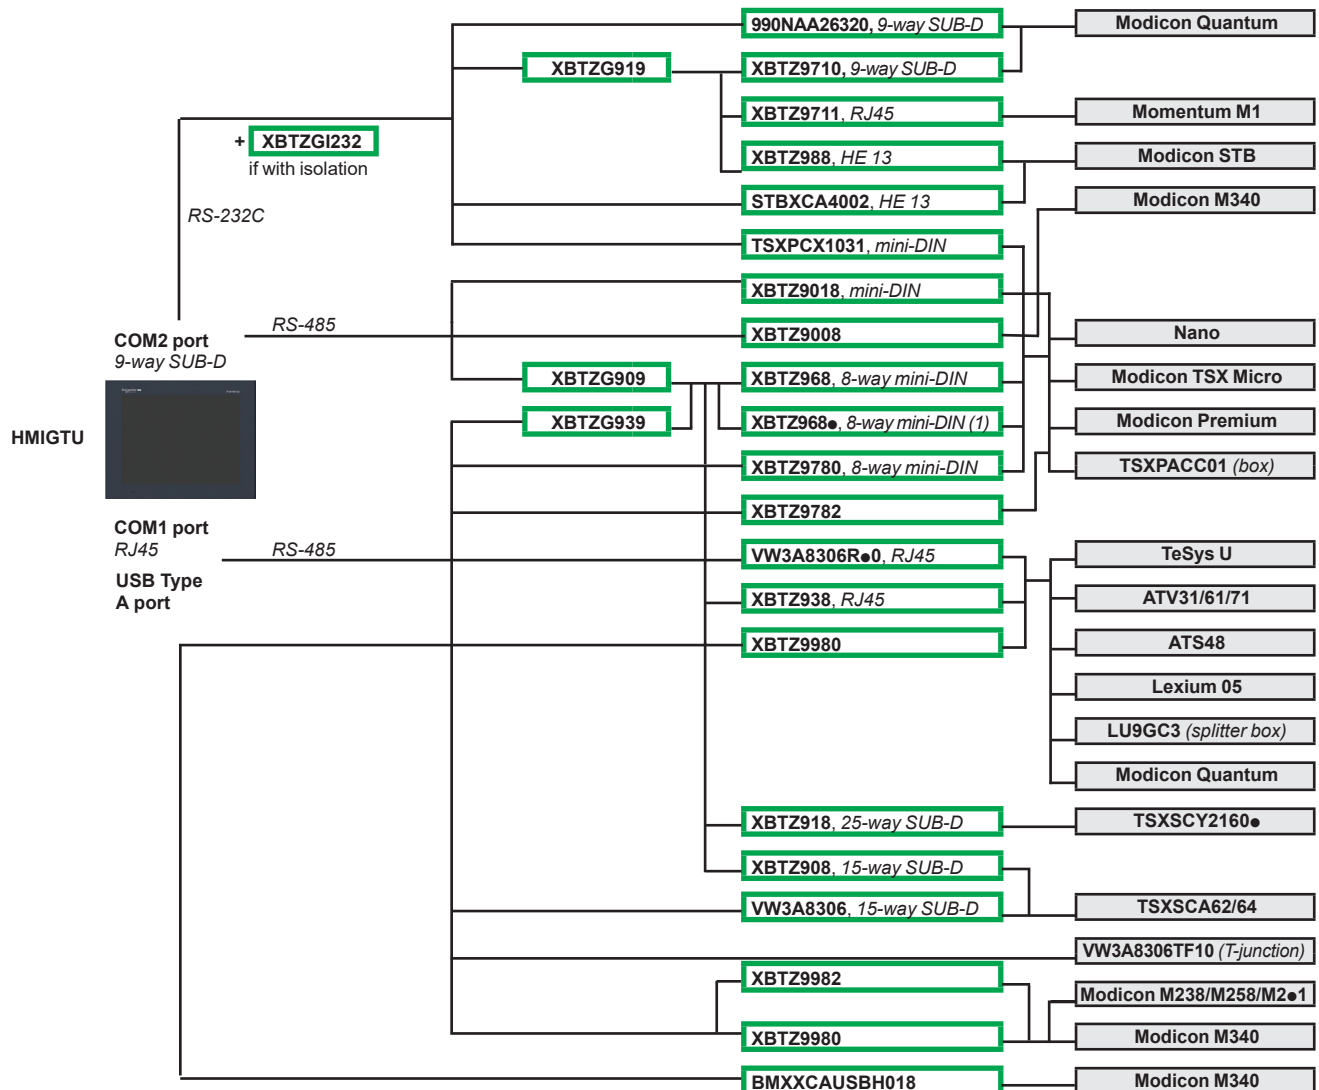 990NAA26320, 9-way SUB-D
Modicon Quantum
XBTZG919
XBTZ9710, 9-way SUB-D
XBTZ9711, RJ45
Momentum M1
+ XBTZGI232
if with isolation
XBTZ988, HE 13
Modicon STB
STBXCA4002, HE 13
Modicon M340
RS-232C
TSXPCX1031, mini-DIN
XBTZ9018, mini-DIN
COM2 port
9-way SUB-D
RS-485
XBTZ9008
Nano
XBTZG909
XBTZ968, 8-way mini-DIN
Modicon TSX Micro
XBTZG939
XBTZ968●, 8-way mini-DIN (1)
Modicon Premium
HMIGTU
XBTZ9780, 8-way mini-DIN
TSXPACC01 (box)
XBTZ9782
COM1 port
RJ45
RS-485
USB Type
A port
VW3A8306R●0, RJ45
TeSys U
XBTZ938, RJ45
ATV31/61/71
XBTZ9980
ATS48
Lexium 05
LU9GC3 (splitter box)
Modicon Quantum
XBTZ918, 25-way SUB-D
TSXSCY2160●
XBTZ908, 15-way SUB-D
VW3A8306, 15-way SUB-D
TSXSCA62/64
VW3A8306TF10 (T-junction)
XBTZ9982
Modicon M238/M258/M2●1
XBTZ9980
Modicon M340
BMXXCAUSBH018
Modicon M340